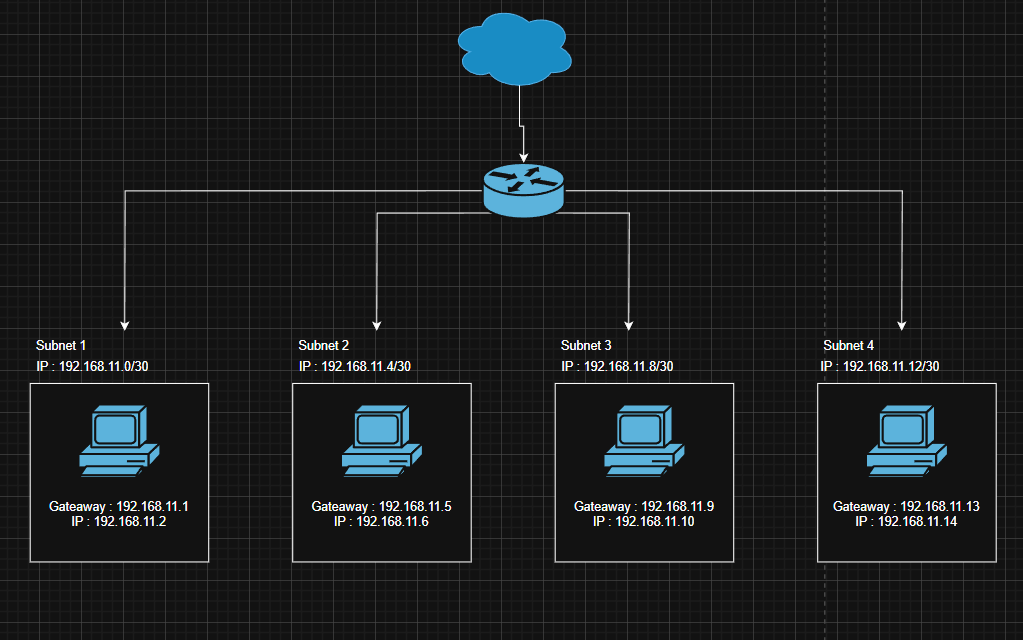 Subnet 1
IP : 192.168.11.0/30
Subnet 2
IP : 192.168.11.4/30
Subnet 3
IP : 192.168.11.8/30
Subnet 4
IP : 192.168.11.12/30
Gateaway : 192.168.11.1
IP : 192.168.11.2
Gateaway : 192.168.11.5
IP : 192.168.11.6
Gateaway : 192.168.11.9
IP : 192.168.11.10
Gateaway : 192.168.11.13
IP : 192.168.11.14